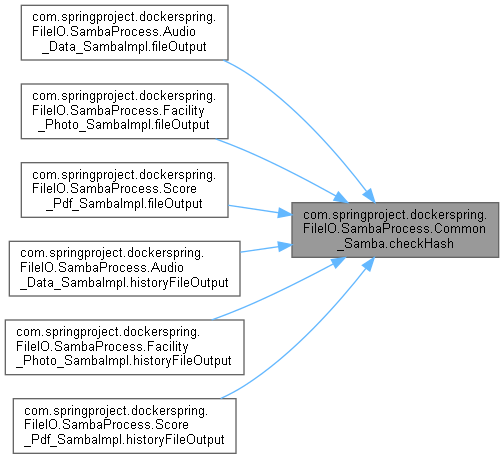 com.springproject.dockerspring.
FileIO.SambaProcess.Audio
_Data_SambaImpl.fileOutput
com.springproject.dockerspring.
FileIO.SambaProcess.Facility
_Photo_SambaImpl.fileOutput
com.springproject.dockerspring.
FileIO.SambaProcess.Score
_Pdf_SambaImpl.fileOutput
com.springproject.dockerspring.
FileIO.SambaProcess.Common
_Samba.checkHash
com.springproject.dockerspring.
FileIO.SambaProcess.Audio
_Data_SambaImpl.historyFileOutput
com.springproject.dockerspring.
FileIO.SambaProcess.Facility
_Photo_SambaImpl.historyFileOutput
com.springproject.dockerspring.
FileIO.SambaProcess.Score
_Pdf_SambaImpl.historyFileOutput